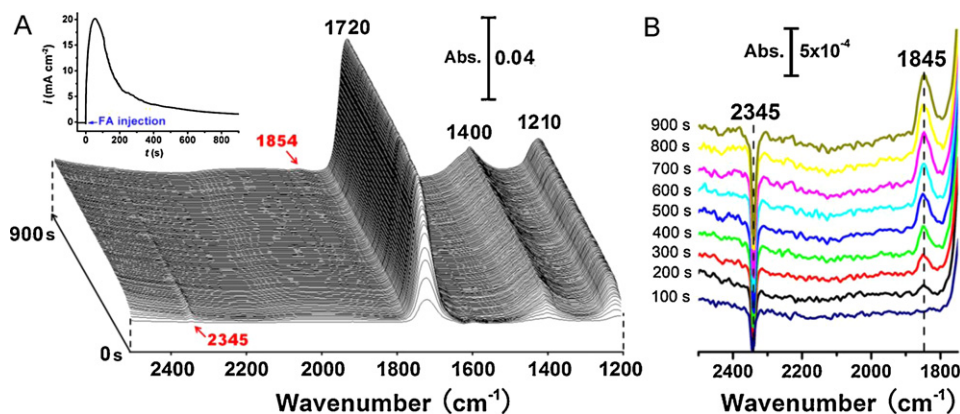 A
B
20
15
10
5
0
i (mA cm-2)
FA injection
0 200 400 600 800
t (s)
1720
Abs. 0.04
1854
1400
1210
900 s
0 s
2345
2400 2200 2000 1800 1600 1400 1200
Wavenumber (cm-1)
Abs. 5x10-4
1845
2345
900 s
800 s
700 s
600 s
500 s
400 s
300 s
200 s
100 s
2400 2200 2000 1800
Wavenumber (cm-1)